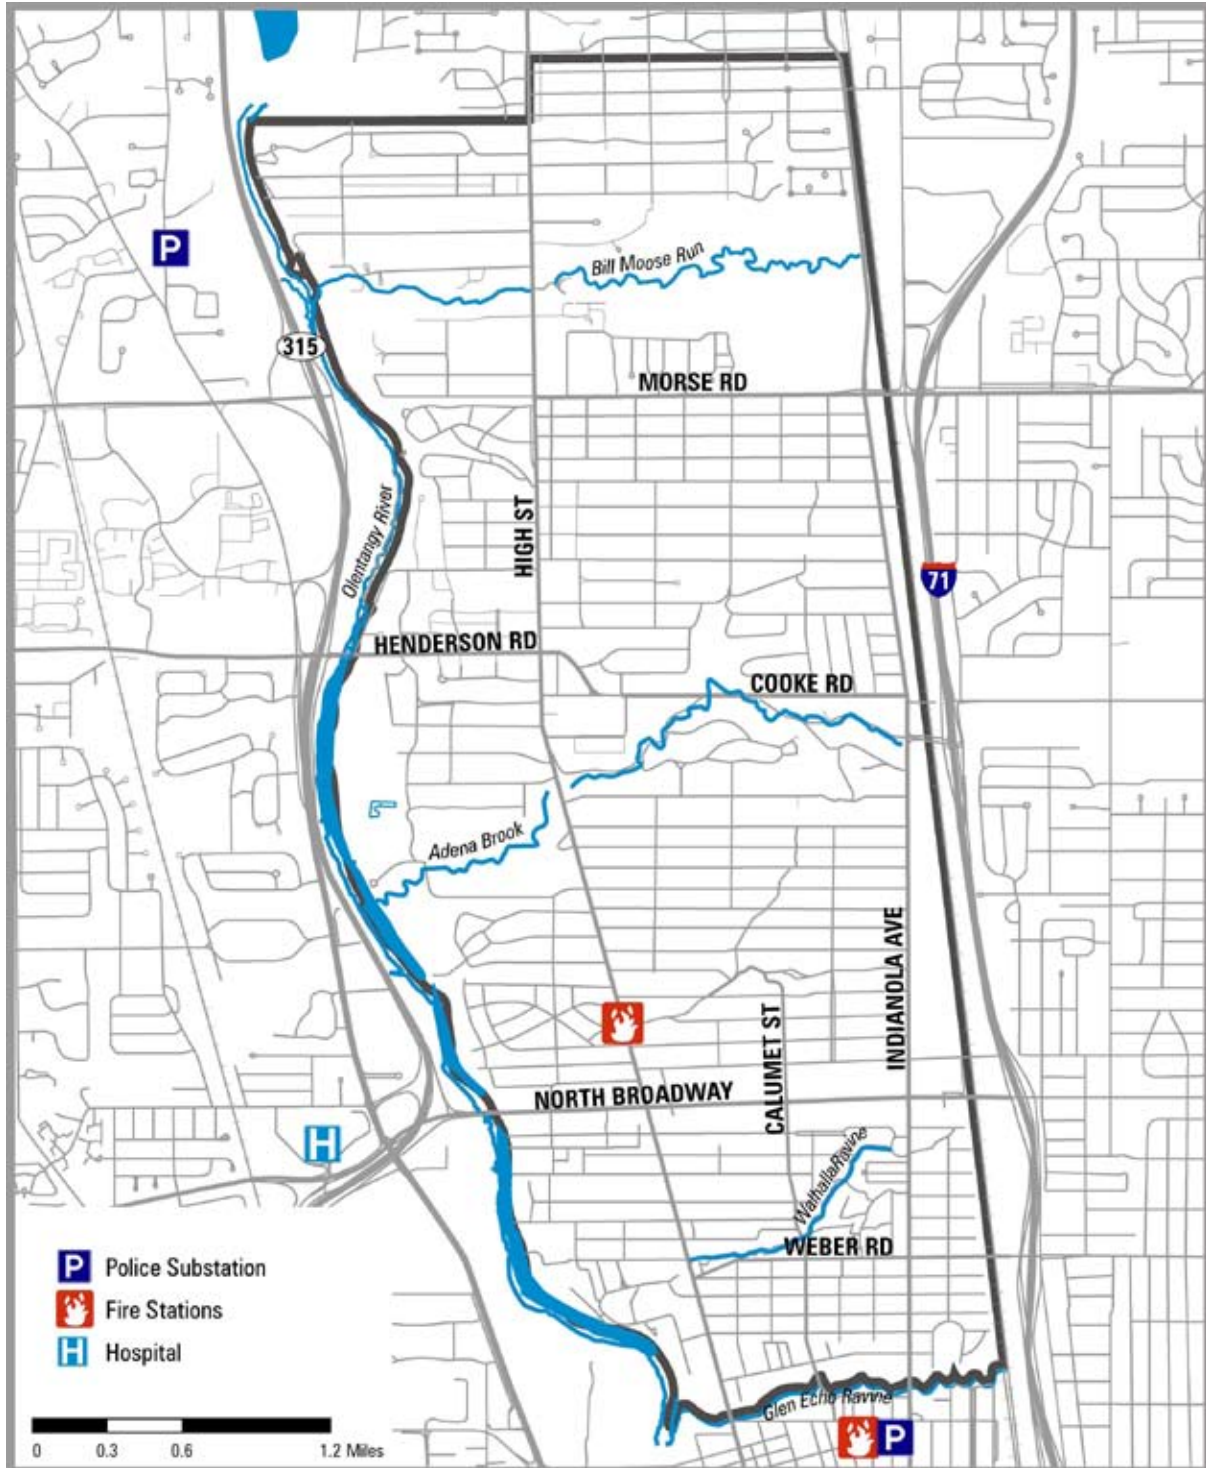 Bill Moose Run
P
315
MORSE RD
Olentangy River
HIGH ST
71
HENDERSON RD
COOKE RD
Adena Brook
INDIANOLA AVE
CALUMET ST
NORTH BROADWAY
H
WalhallaRavine
WEBER RD
P Police Substation
Fire Stations
H Hospital
Glen Echo Ravine
P
0 0.3 0.6 1.2 Miles